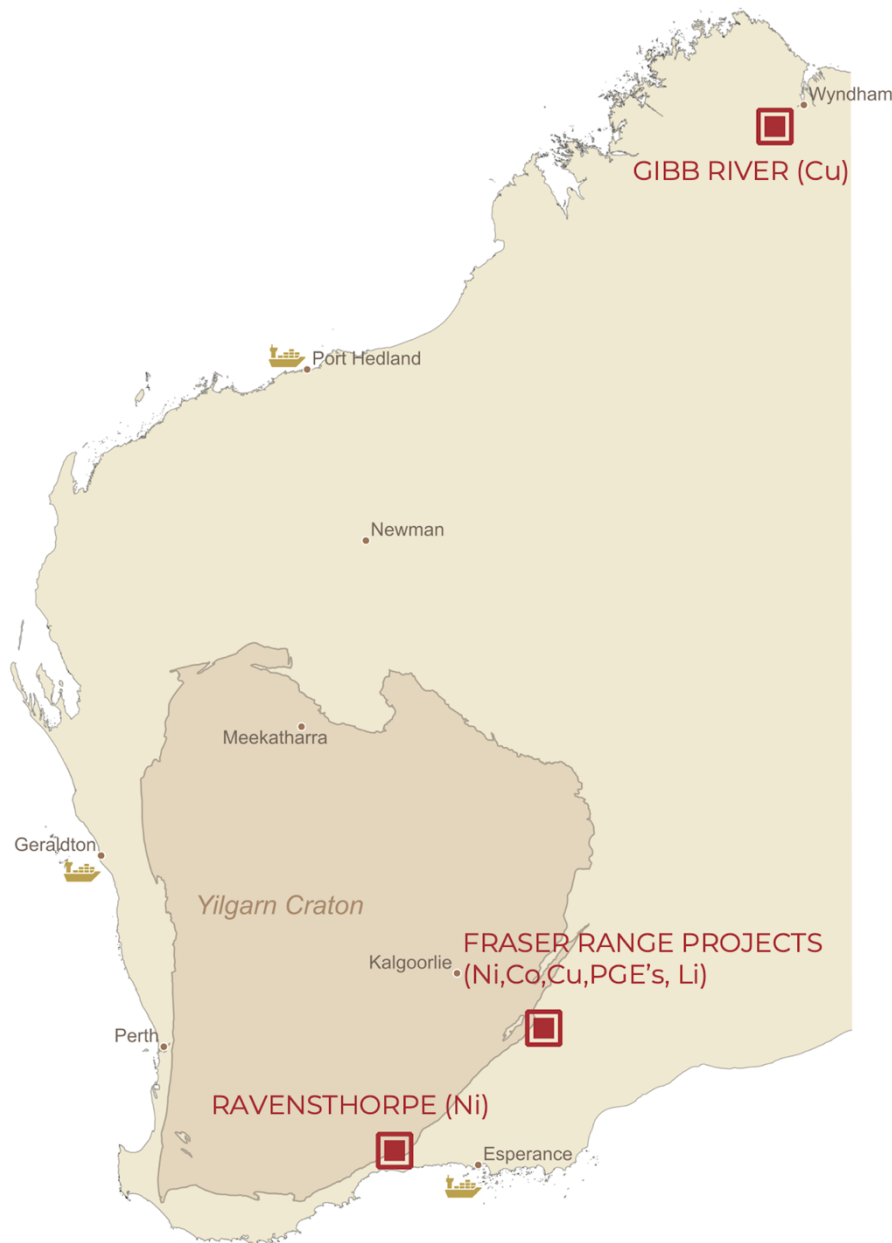 Wyndham
GIBB RIVER (Cu)
Port Hedland
Newman
Meekatharra
Geraldton
Yilgarn Craton
FRASER RANGE PROJECTS
(Ni,Co,Cu,PGE's, Li)
Kalgoorlie
Perth
RAVENSTHORPE (Ni)
Esperance